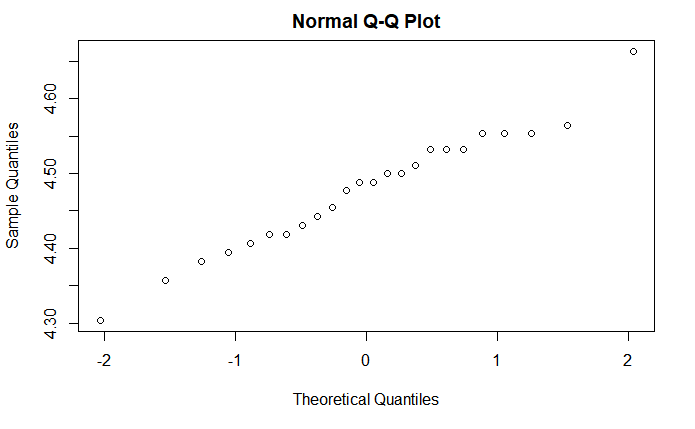 Normal Q-Q Plot
Sample Quantiles
4.60
4.50
4.40
4.30
-2 -1 0 1 2
Theoretical Quantiles